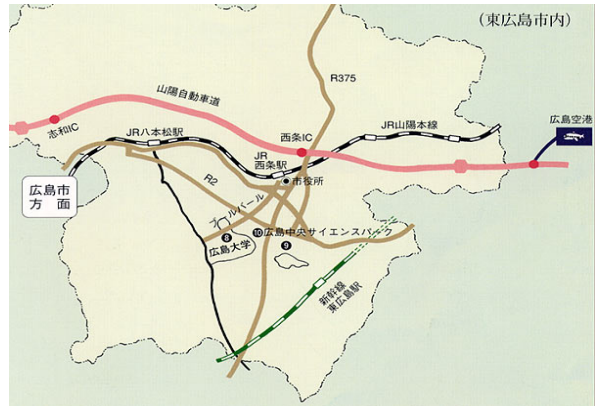 (東広島市内)
R375
山陽自動車道
広島空港
志和IC
JR八本松駅
西条IC
JR山陽本線
JR
西条駅
市役所
R2
広島市
方面
ブールバール
8
広島大学
10 広島中央サイエンスパーク
9
新幹線
東広島駅